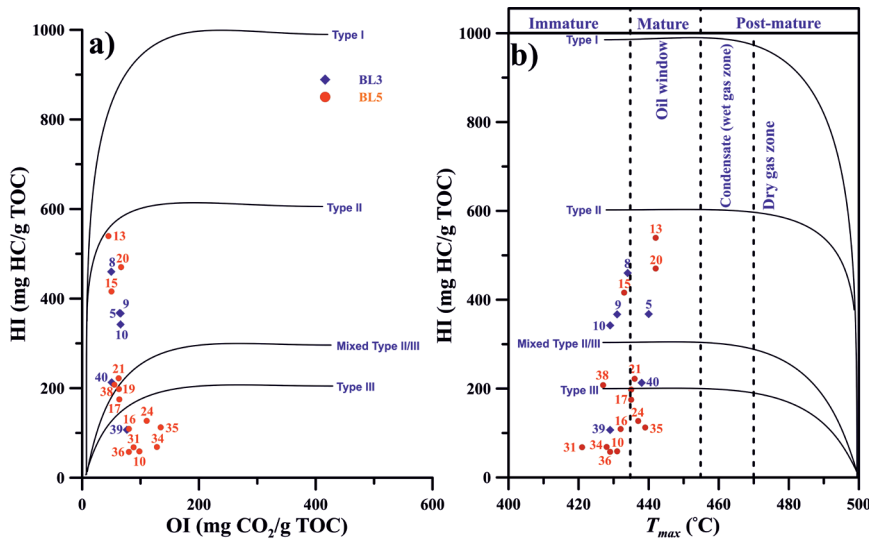 a)
1000
800
600
400
200
0
HI (mg HC/g TOC)
0
200
400
600
OI (mg CO₂/g TOC)
Type I
BL3
BL5
Type II
Mixed Type II/III
Type III
13
8
20
15
9
5
10
40
21
38
19
17
16
24
39
35
31
34
36
10
b)
Immature
Mature
Post-mature
1000
800
600
400
200
0
HI (mg HC/g TOC)
400
420
440
460
480
500
Tmax (°C)
Type I
Oil window
Condensate (wet gas zone)
Dry gas zone
Type II
Mixed Type II/III
Type III
13
8
20
15
9
5
10
38
21
40
17
39
16
24
35
31
34
10
36